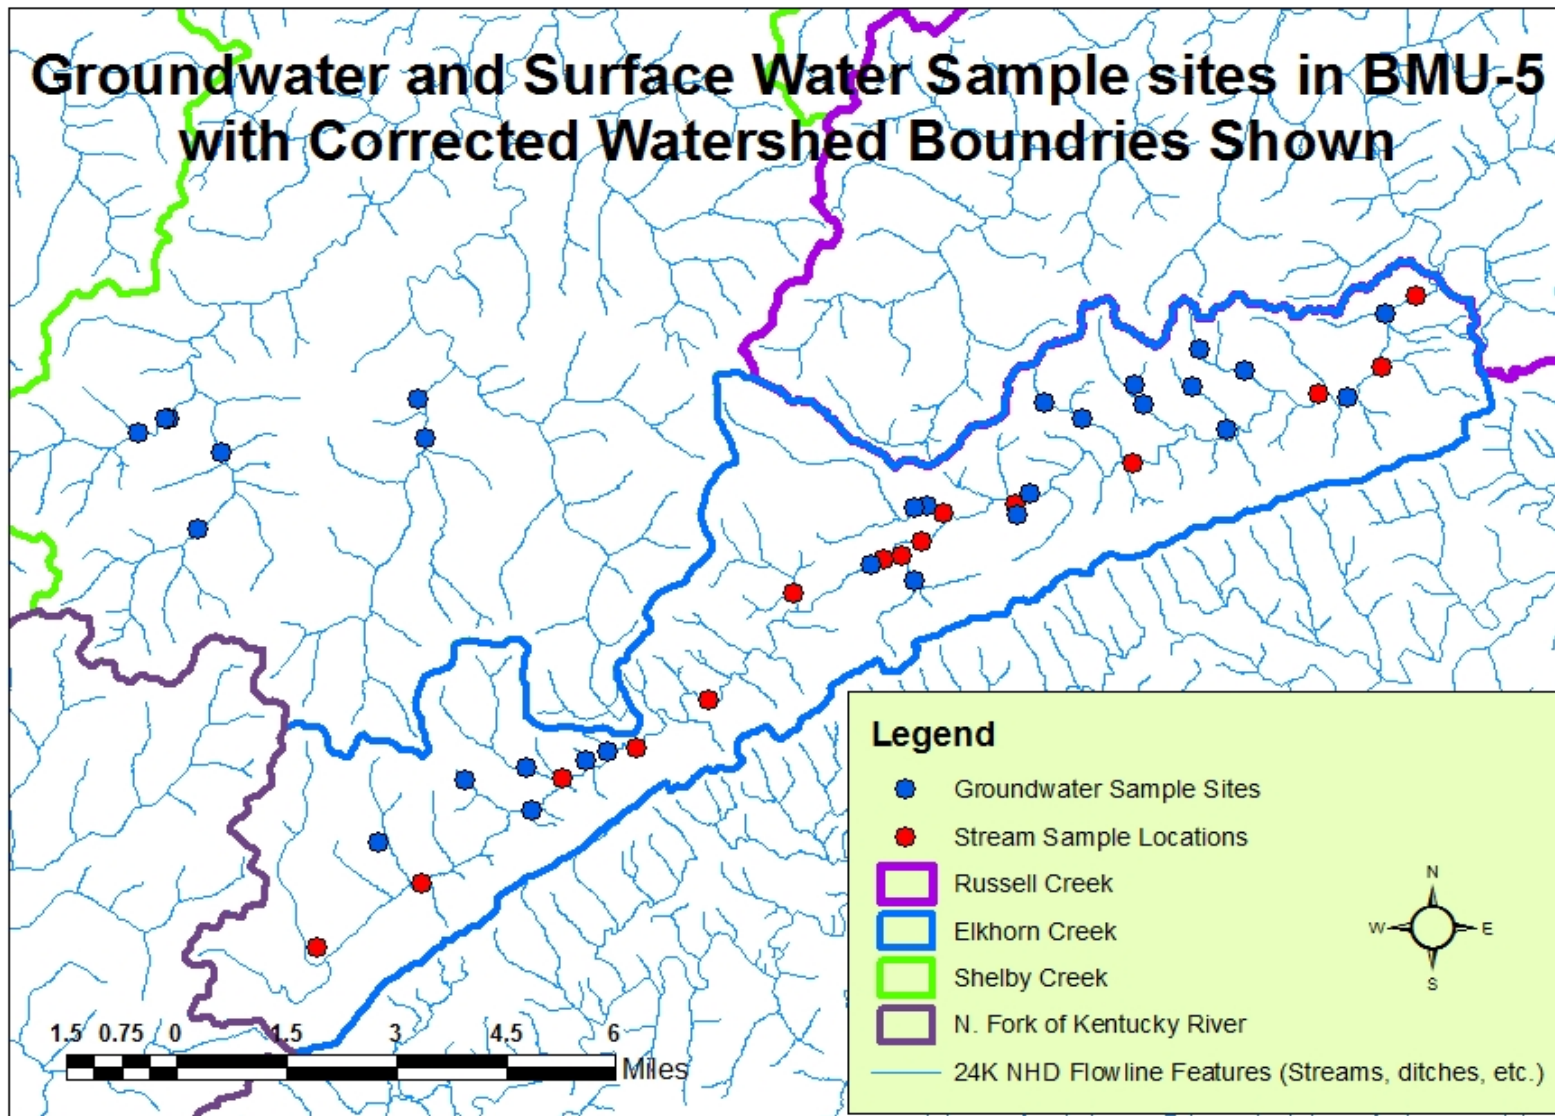 Groundwater and Surface Water Sample sites in BMU-5
with Corrected Watershed Boundries Shown
Legend
Groundwater Sample Sites
Stream Sample Locations
Russell Creek
Elkhorn Creek
Shelby Creek
N. Fork of Kentucky River
24K NHD Flowline Features (Streams, ditches, etc.)
N
W E
S
1.5 0.75 0 1.5 3 4.5 6
Miles